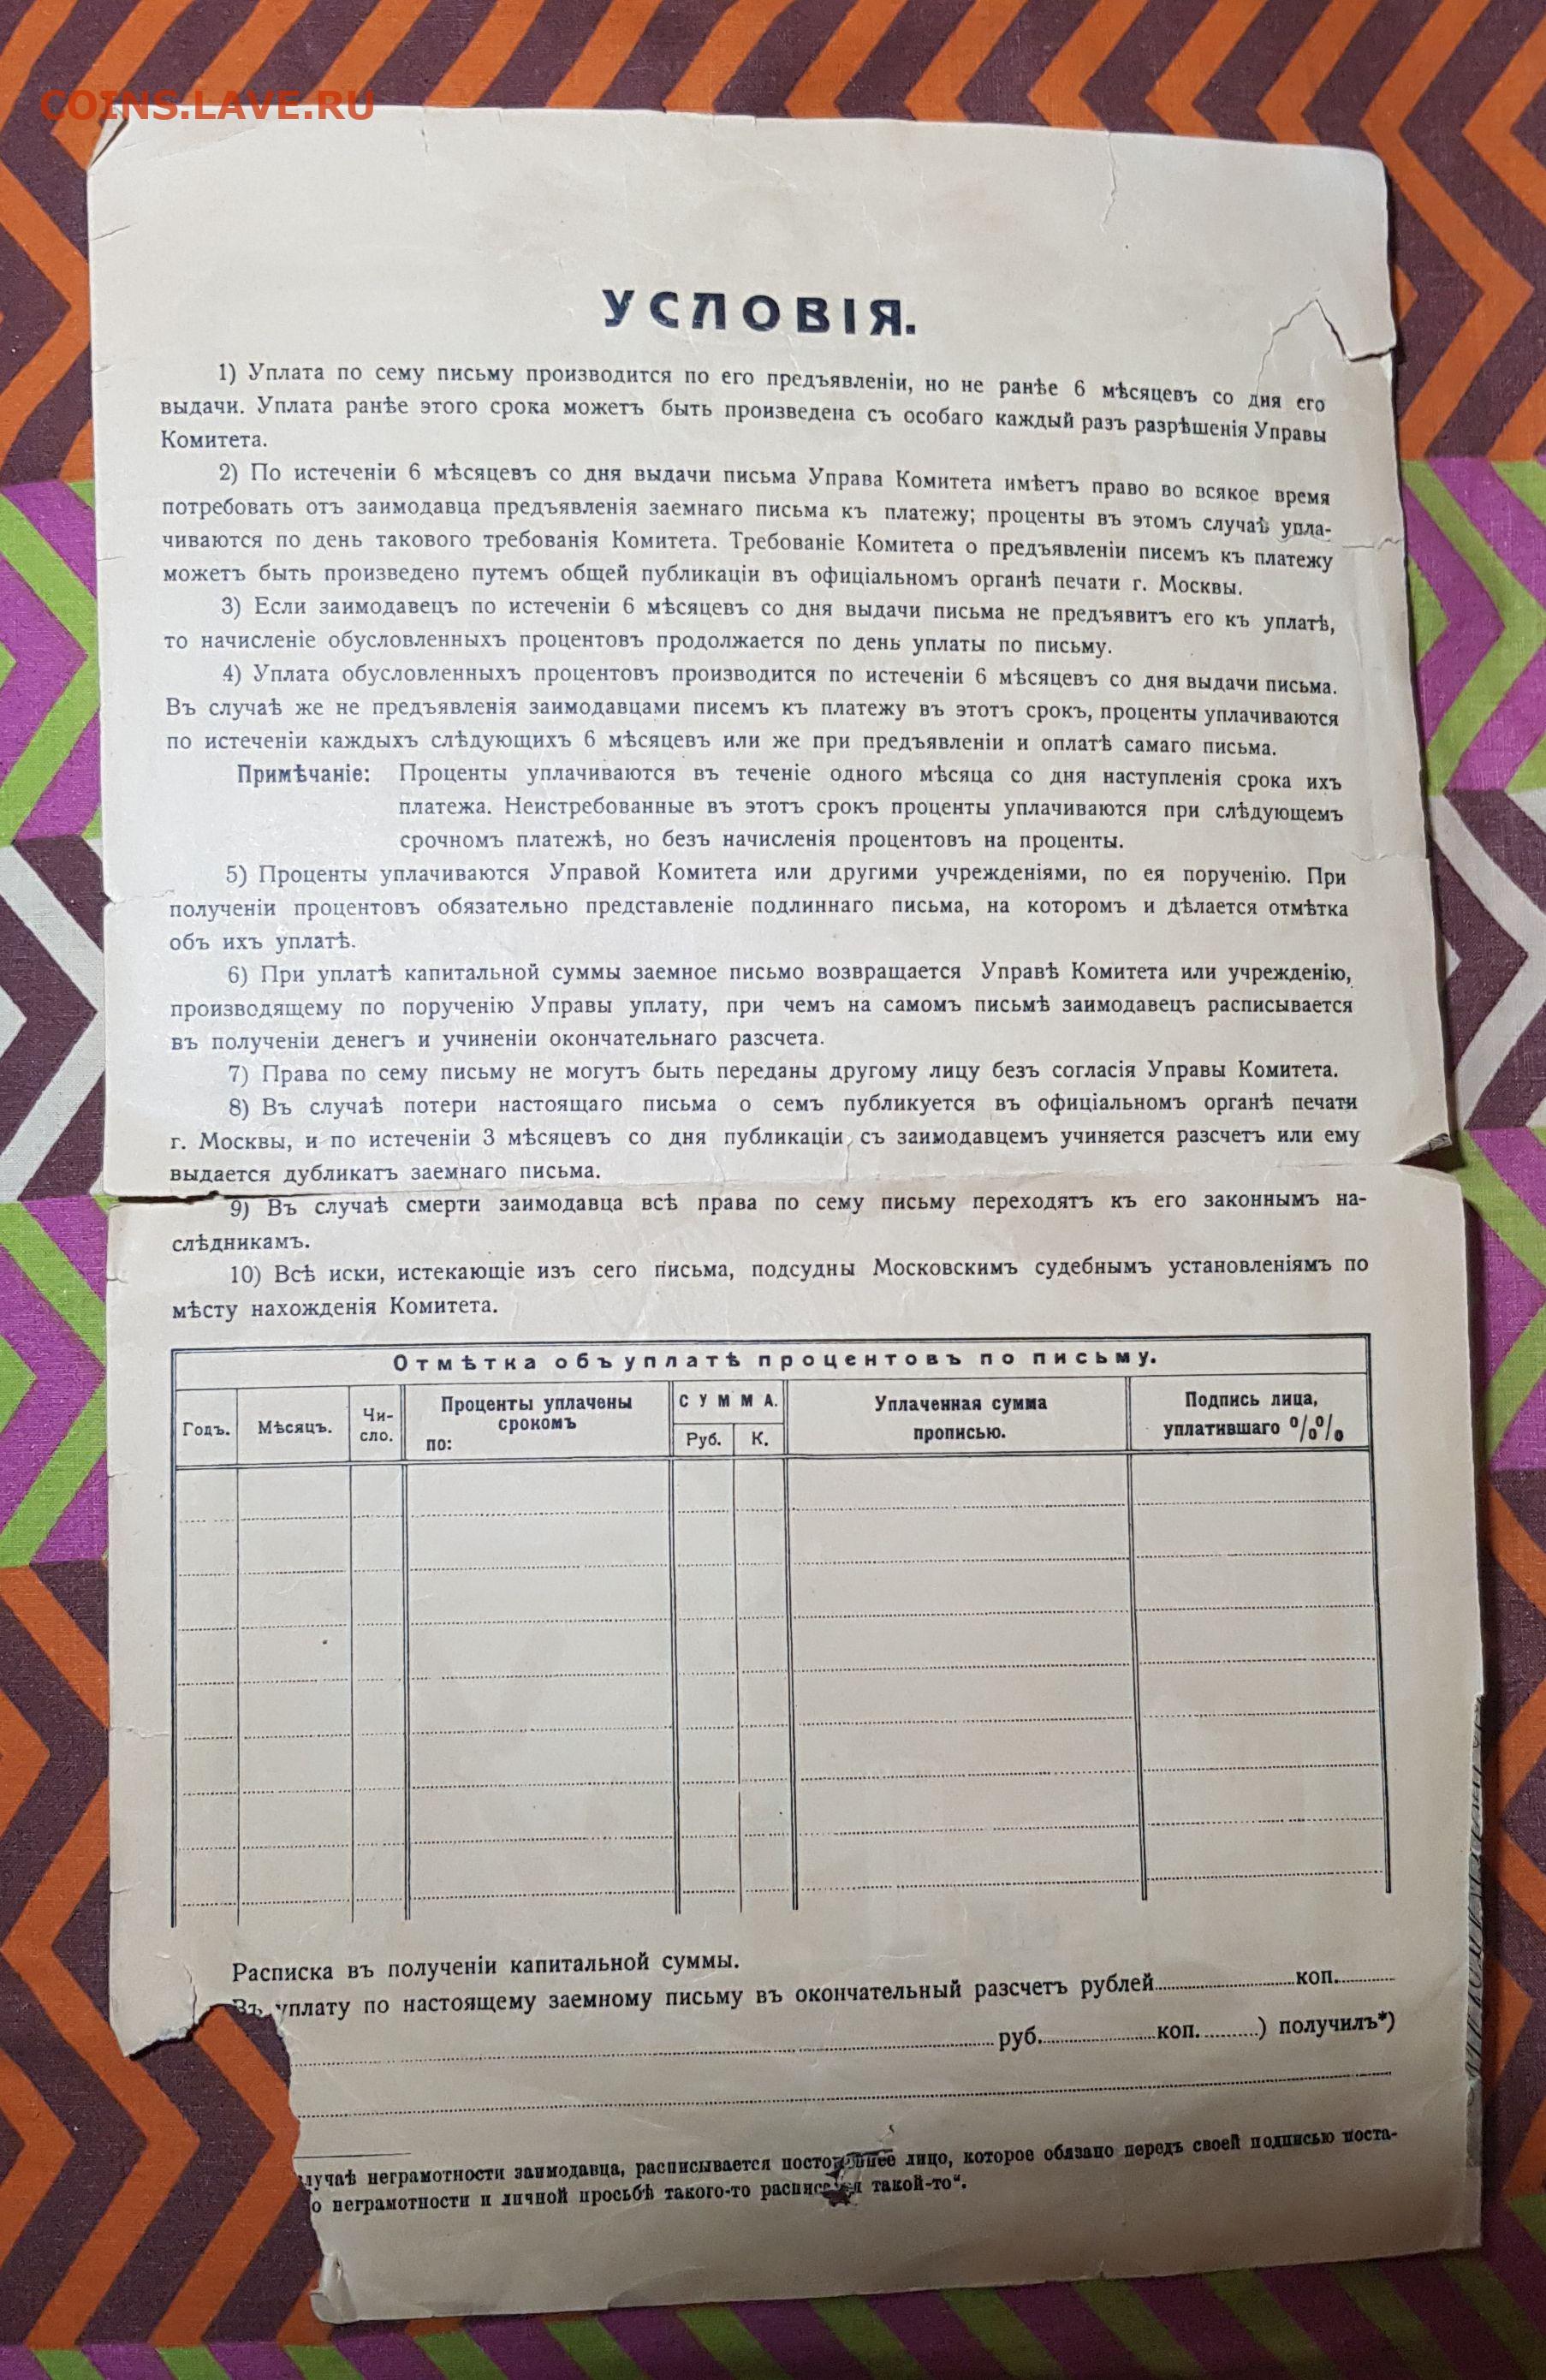 COINS.LAVE.RU
УСЛОВІЯ.
1) Уплата по сему письму производится по его предъявленіи, но не ранѣе 6 мѣсяцевъ со дня его
выдачи. Уплата ранѣе этого срока можетъ быть произведена съ особаго каждый разъ разрѣшенія Управы
Комитета.
2) По истеченіи 6 мѣсяцевъ со дня выдачи письма Управа Комитета имѣетъ право во всякое время
потребовать отъ заимодавца предъявленія заемнаго письма къ платежу; проценты въ этомъ случаѣ упла-
чиваются по день такового требованія Комитета. Требованіе Комитета о предъявленіи писемъ къ платежу
можетъ быть произведено путемъ общей публикаціи въ офиціальномъ органѣ печати г. Москвы.
3) Если заимодавецъ по истеченіи 6 мѣсяцевъ со дня выдачи письма не предъявитъ его къ уплатѣ,
то начисленіе обусловленныхъ процентовъ продолжается по день уплаты по письму.
4) Уплата обусловленныхъ процентовъ производится по истеченіи 6 мѣсяцевъ со дня выдачи письма.
Въ случаѣ же не предъявленія заимодавцами писемъ къ платежу въ этотъ срокъ, проценты уплачиваются
по истеченіи каждыхъ слѣдующихъ 6 мѣсяцевъ или же при предъявленіи и оплатѣ самаго письма.
Примѣчаніе: Проценты уплачиваются въ теченіе одного мѣсяца со дня наступленія срока ихъ
платежа. Неистребованные въ этотъ срокъ проценты уплачиваются при слѣдующемъ
срочномъ платежѣ, но безъ начисленія процентовъ на проценты.
5) Проценты уплачиваются Управой Комитета или другими учрежденіями, по ея порученію. При
полученіи процентовъ обязательно представленіе подлиннаго письма, на которомъ и дѣлается отмѣтка
объ ихъ уплатѣ.
6) При уплатѣ капитальной суммы заемное письмо возвращается Управѣ Комитета или учрежденію,
производящему по порученію Управы уплату, при чемъ на самомъ письмѣ заимодавецъ расписывается
въ полученіи денегъ и учиненіи окончательнаго разсчета.
7) Права по сему письму не могутъ быть переданы другому лицу безъ согласія Управы Комитета.
8) Въ случаѣ потери настоящаго письма о семъ публикуется въ офиціальномъ органѣ печати
г. Москвы, и по истеченіи 3 мѣсяцевъ со дня публикаціи, съ заимодавцемъ учиняется разсчетъ или ему
выдается дубликатъ заемнаго письма.
9) Въ случаѣ смерти заимодавца всѣ права по сему письму переходятъ къ его законнымъ на-
слѣдникамъ.
10) Всѣ иски, истекающіе изъ сего письма, подсудны Московскимъ судебнымъ установленіямъ по
мѣсту нахожденія Комитета.
Отмѣтка объ уплатѣ процентовъ по письму.
Годъ. Мѣсяцъ. Чи-
сло.
Проценты уплачены
срокомъ
по:
СУММА.
Руб. К.
Уплаченная сумма
прописью.
Подпись лица,
уплатившаго %%
Расписка въ полученіи капитальной суммы.
Въ уплату по настоящему заемному письму въ окончательный разсчетъ рублей............коп...........
............ руб............коп...........) получилъ*)
лучаѣ неграмотности заимодавца, расписывается постороннее лицо, которое обязано передъ своей подписью поста-
о неграмотности и личной просьбѣ такого-то расписался такой-то“.